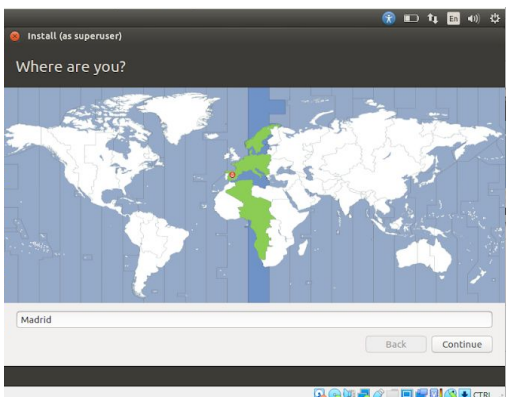 En
Install (as superuser)
Where are you?
Madrid
Back
Continue
CTRL